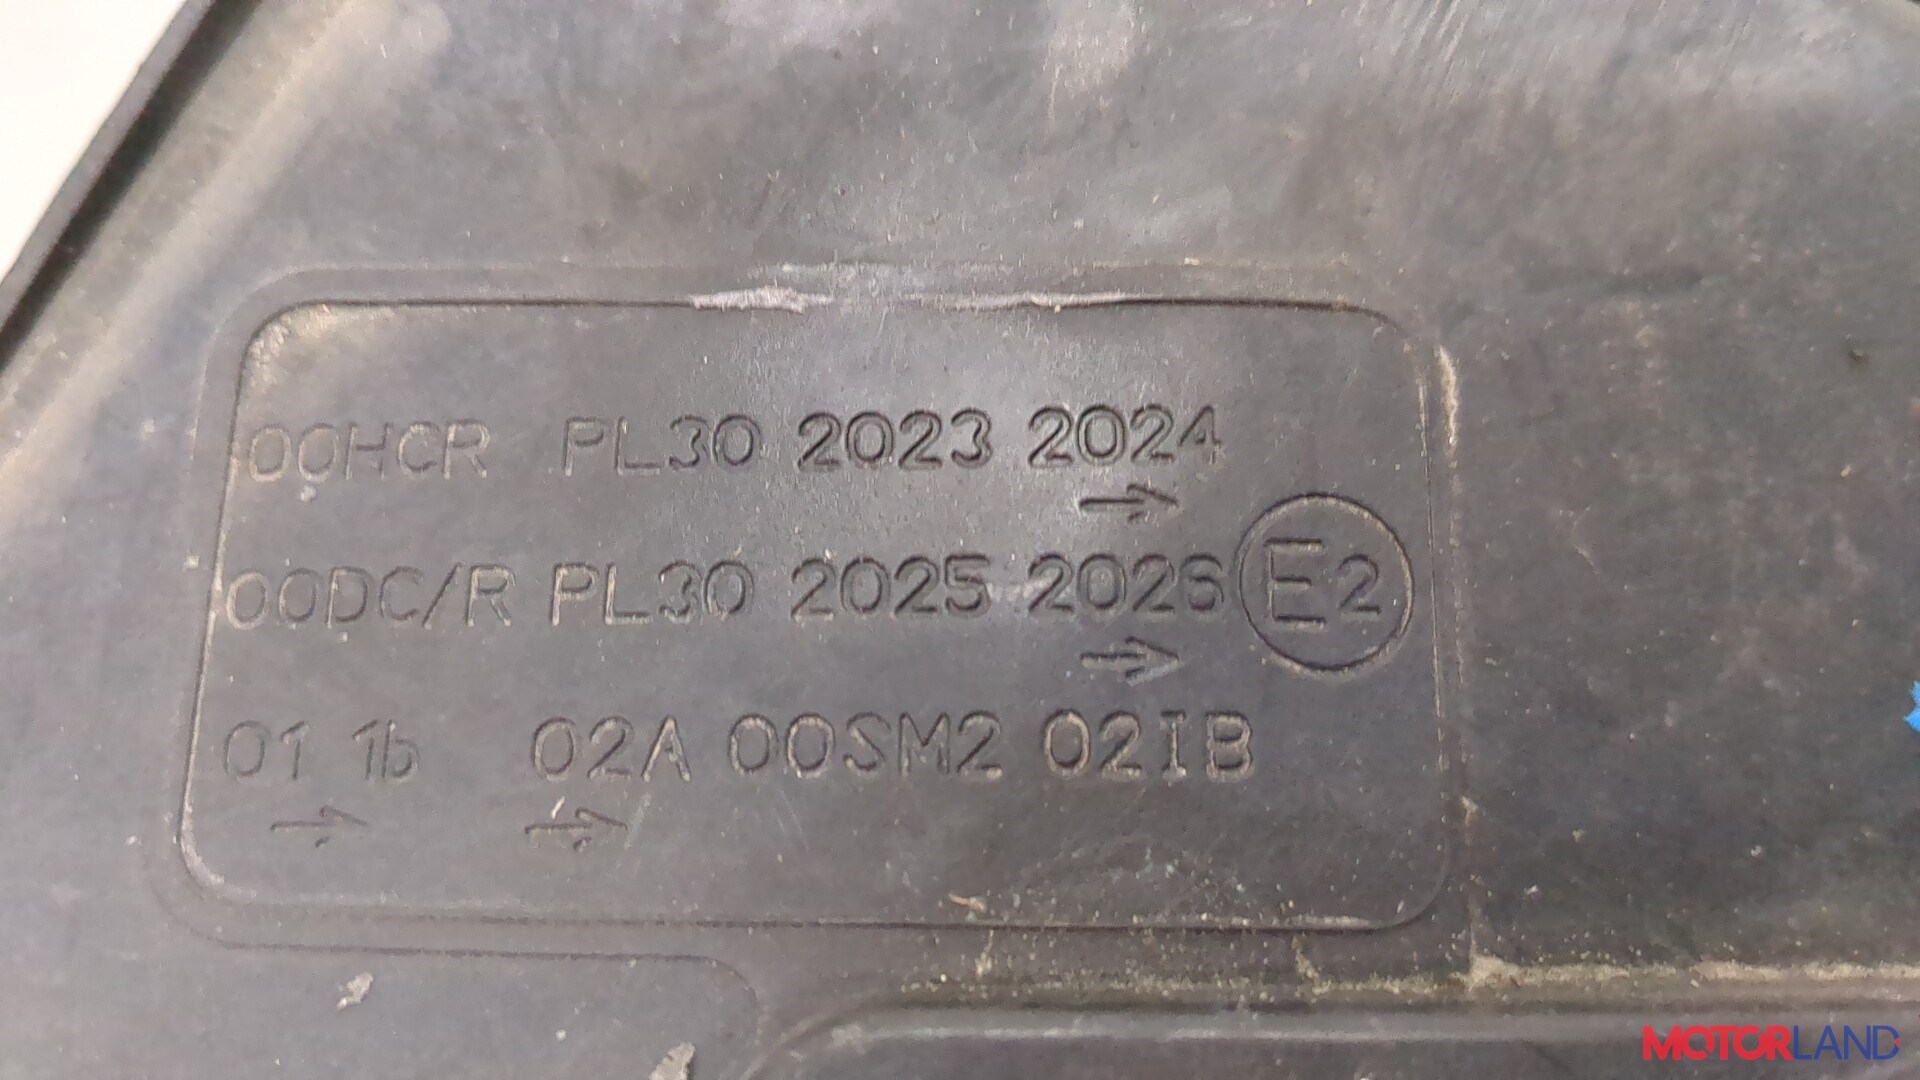 00HCR PL30 2023 2024
→
00DC/R PL30 2025 2026 E2
→
01 1b 02A 00SM2 02IB
→ →
MOTORLAND